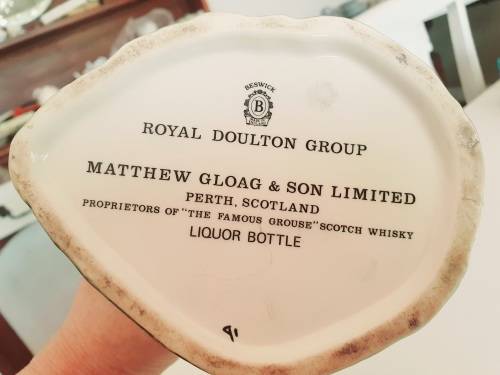 BESWICK
B
ROYAL DOULTON GROUP
MATTHEW GLOAG & SON LIMITED
PERTH, SCOTLAND
PROPRIETORS OF "THE FAMOUS GROUSE" SCOTCH WHISKY
LIQUOR BOTTLE